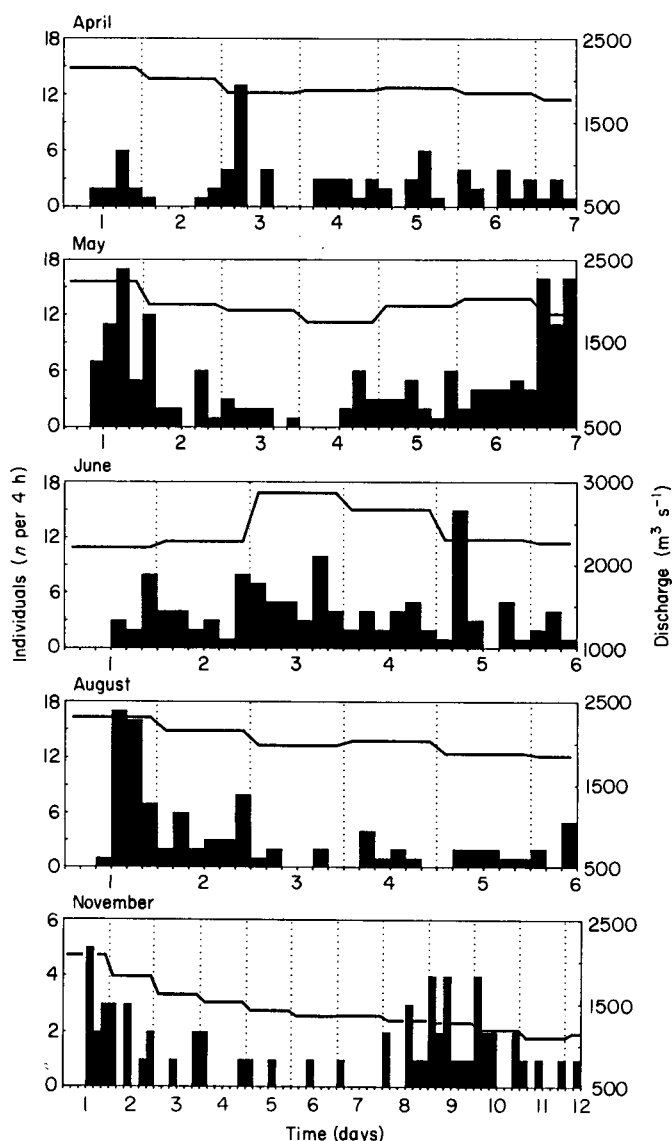 April
18
12
6
0
2500
1500
500
1 2 3 4 5 6 7
May
18
12
6
0
2500
1500
500
1 2 3 4 5 6 7
June
18
12
6
0
3000
2000
1000
1 2 3 4 5 6
August
18
12
6
0
2500
1500
500
1 2 3 4 5 6
November
6
4
2
0
2500
1500
500
1 2 3 4 5 6 7 8 9 10 11 12
Individuals (n per 4 h)
Discharge (m³ s⁻¹)
Time (days)